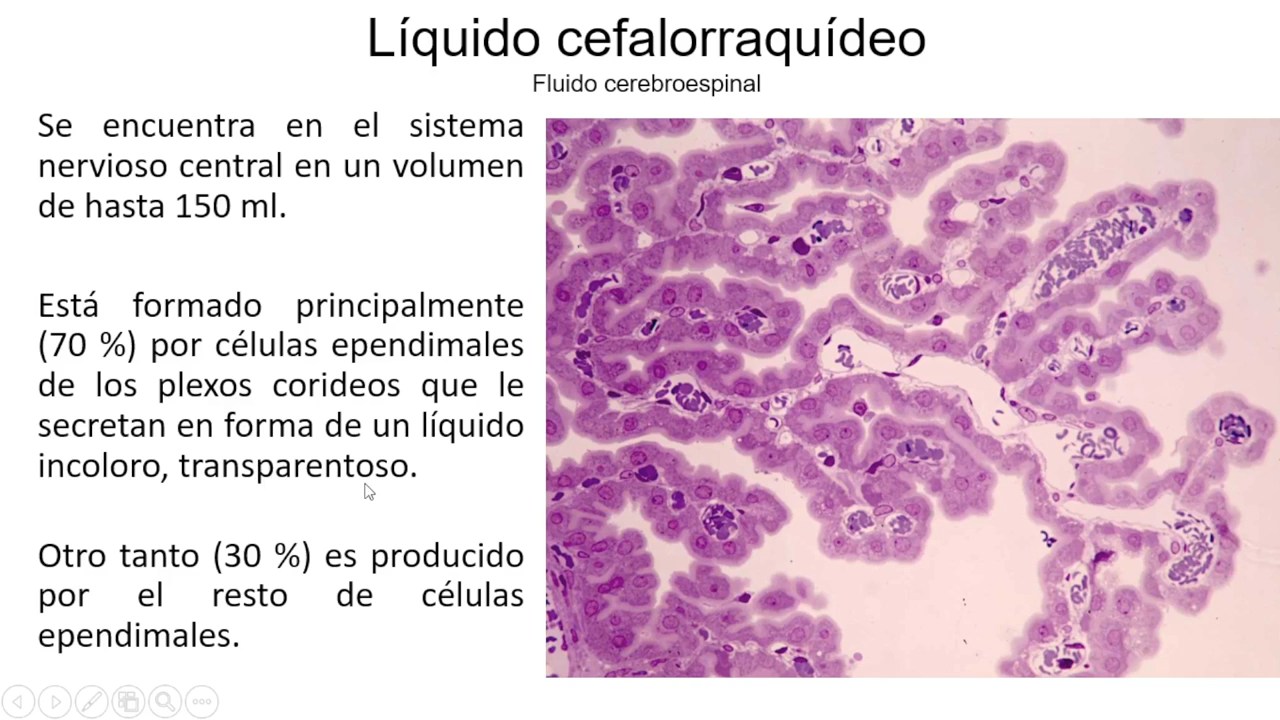 Líquido cefalorraquídeo
Fluido cerebroespinal
Se encuentra en el sistema
nervioso central en un volumen
de hasta 150 ml.
Está formado principalmente
(70 %) por células ependimales
de los plexos corideos que le
secretan en forma de un líquido
incoloro, transparentoso.
Otro tanto (30 %) es producido
por el resto de células
ependimales.